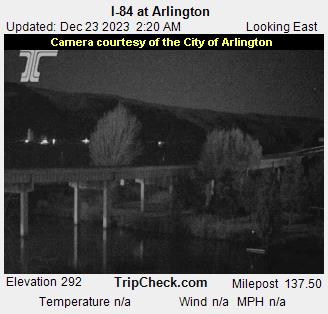 I-84 at Arlington
Updated: Dec 23 2023 2:20 AM Looking East
Camera courtesy of the City of Arlington
Elevation 292 TripCheck.com Milepost 137.50
Temperature n/a Wind n/a MPH n/a